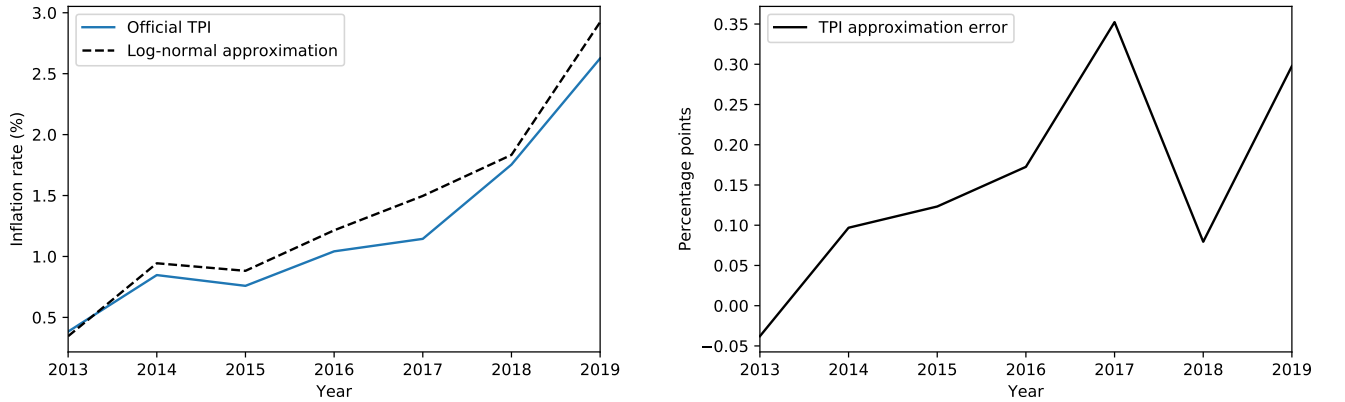 Official TPI
Log-normal approximation
Inflation rate (%)
3.0
2.5
2.0
1.5
1.0
0.5
2013 2014 2015 2016 2017 2018 2019
Year
TPI approximation error
Percentage points
0.35
0.30
0.25
0.20
0.15
0.10
0.05
0.00
−0.05
2013 2014 2015 2016 2017 2018 2019
Year